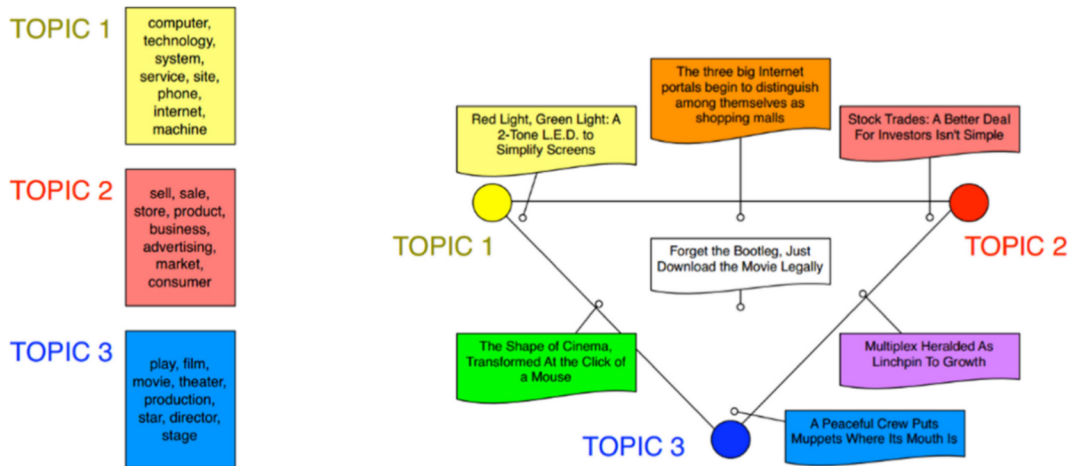 TOPIC 1
computer,
technology,
system,
service, site,
phone,
internet,
machine
TOPIC 2
sell, sale,
store, product,
business,
advertising,
market,
consumer
TOPIC 3
play, film,
movie, theater,
production,
star, director,
stage
The three big Internet
portals begin to distinguish
among themselves as
shopping malls
Red Light, Green Light: A
2-Tone L.E.D. to
Simplify Screens
Stock Trades: A Better Deal
For Investors Isn't Simple
TOPIC 1
TOPIC 2
Forget the Bootleg, Just
Download the Movie Legally
The Shape of Cinema,
Transformed At the Click of
a Mouse
Multiplex Heralded As
Linchpin To Growth
TOPIC 3
A Peaceful Crew Puts
Muppets Where Its Mouth Is